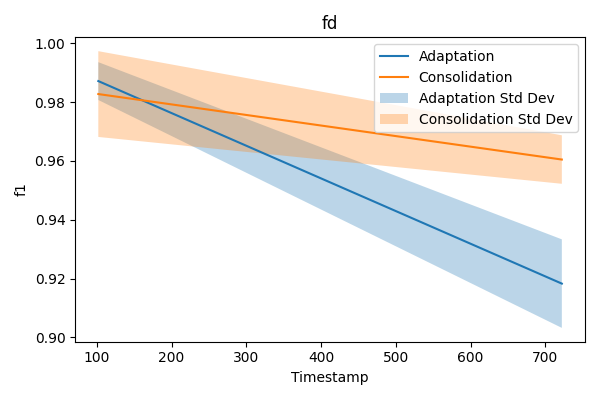 fd
1.00
0.98
0.96
0.94
0.92
0.90
f1
Adaptation
Consolidation
Adaptation Std Dev
Consolidation Std Dev
100 200 300 400 500 600 700
Timestamp